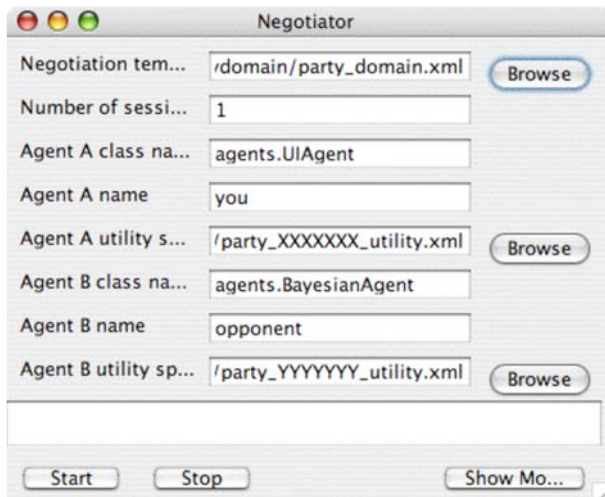 Negotiator
Negotiation tem... /domain/party_domain.xml Browse
Number of sessi... 1
Agent A class na... agents.UIAgent
Agent A name you
Agent A utility s... /party_XXXXXXX_utility.xml Browse
Agent B class na... agents.BayesianAgent
Agent B name opponent
Agent B utility sp... /party_YYYYYYY_utility.xml Browse
Start Stop Show Mo...